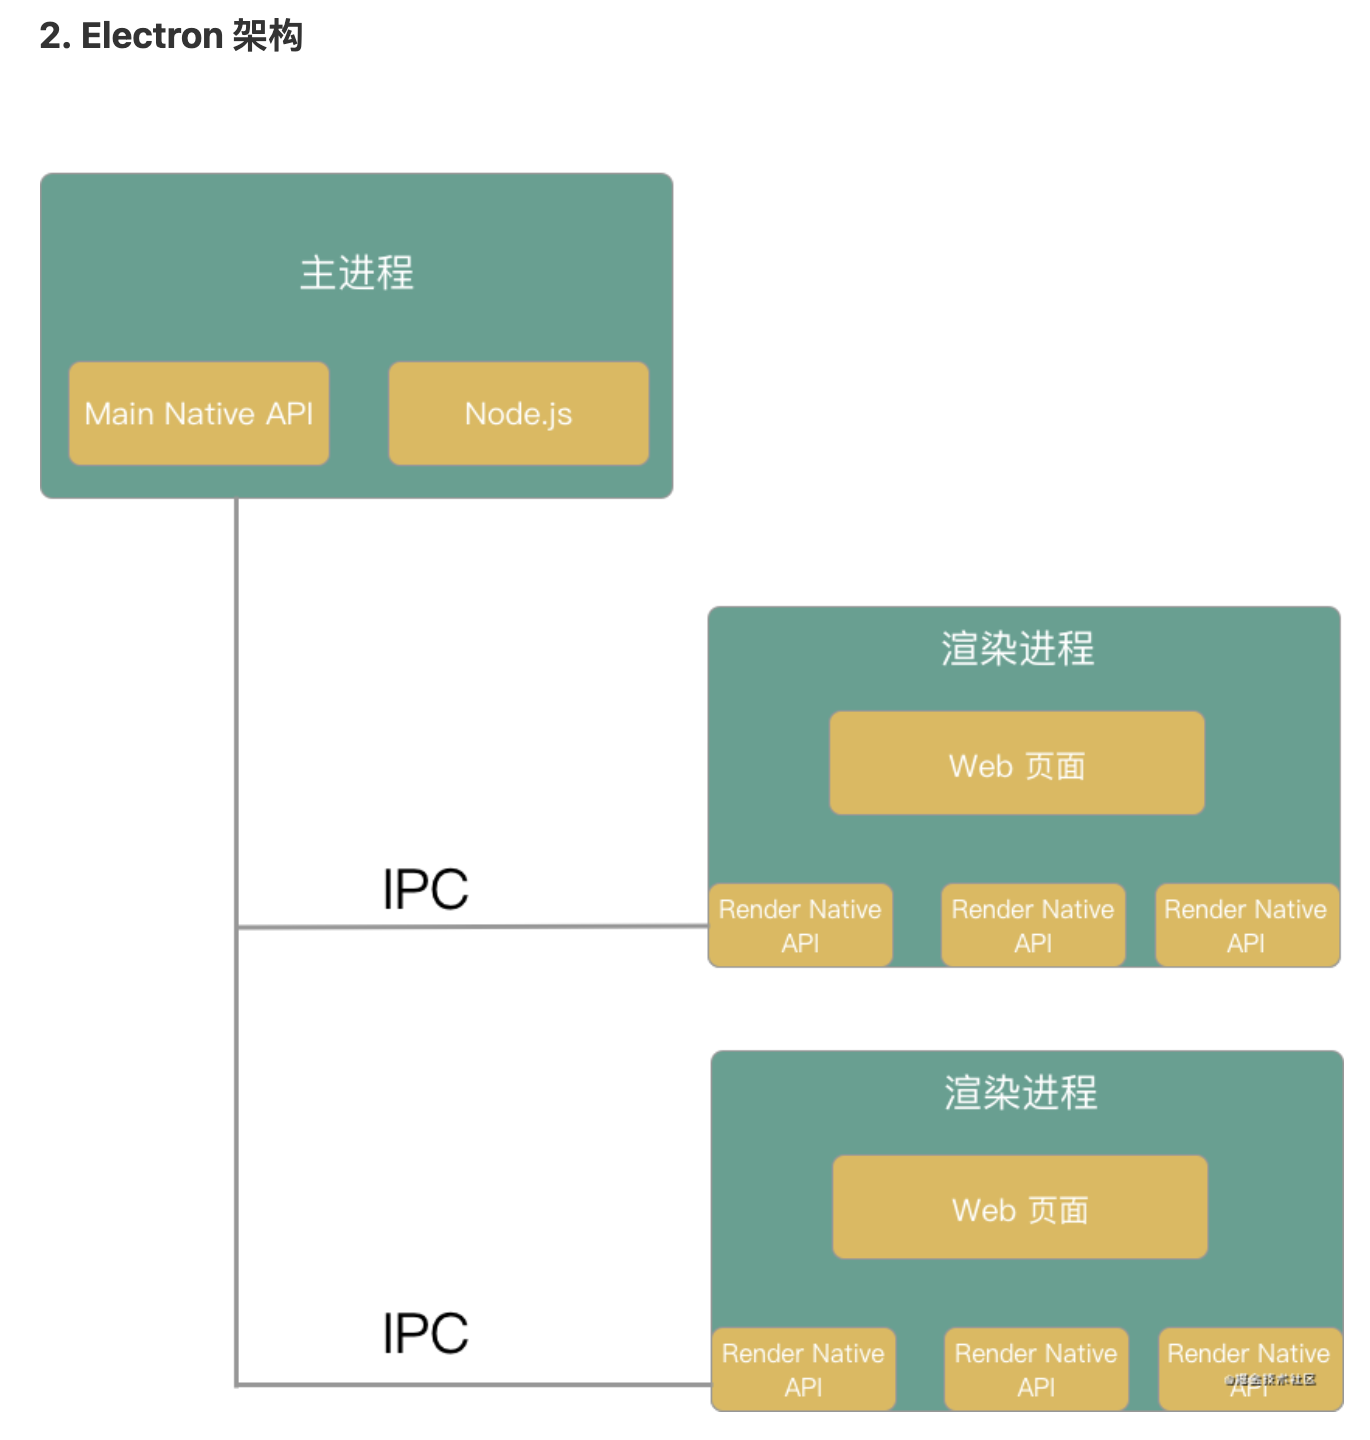 2. Electron 架构
主进程
Main Native API
Node.js
渲染进程
Web 页面
IPC
Render Native
API
Render Native
API
Render Native
API
渲染进程
Web 页面
IPC
Render Native
API
Render Native
API
Render Native
API
@掘金技术社区